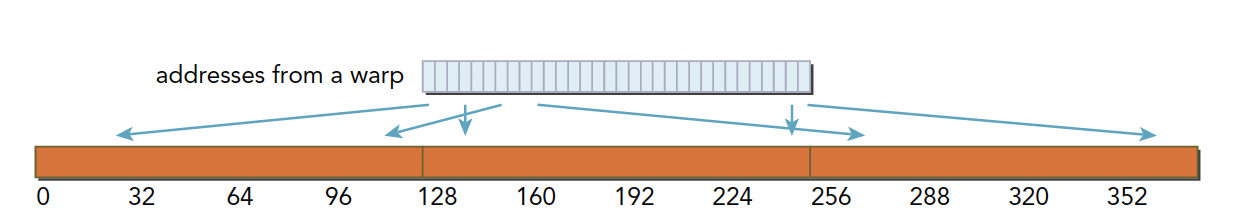 addresses from a warp
0 32 64 96 128 160 192 224 256 288 320 352